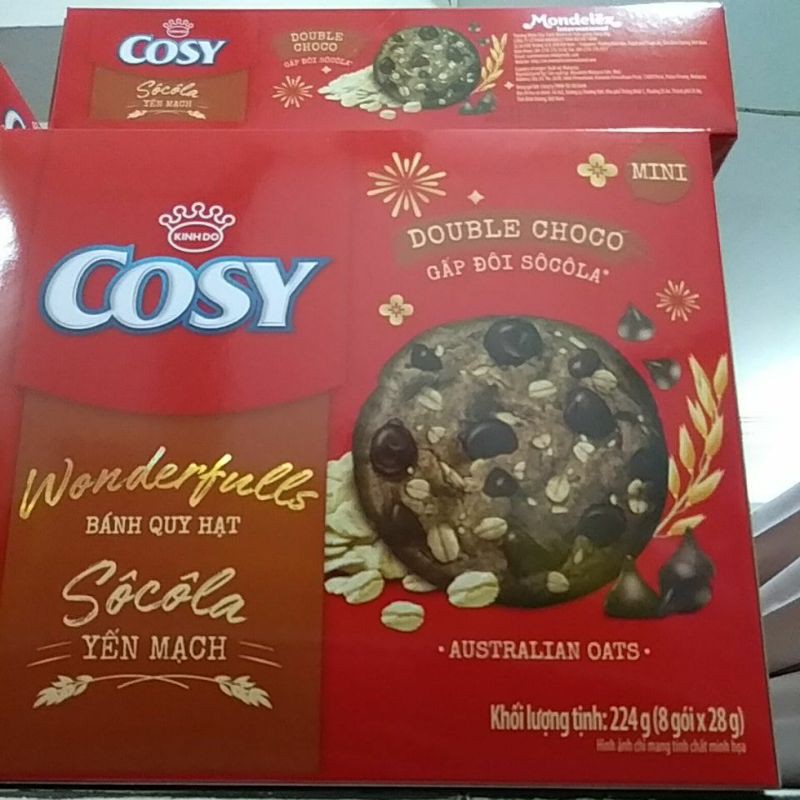 COSY
Sôcôla
YẾN MẠCH
DOUBLE CHOCO
GẤP ĐÔI SÔCÔLA*
Mondelēz
International
KINH DO
COSY
Wonderfulls
BÁNH QUY HẠT
Sôcôla
YẾN MẠCH
MINI
DOUBLE CHOCO
GẤP ĐÔI SÔCÔLA*
• AUSTRALIAN OATS •
Khối lượng tịnh: 224 g (8 gói x 28 g)
Hình ảnh chỉ mang tính chất minh họa